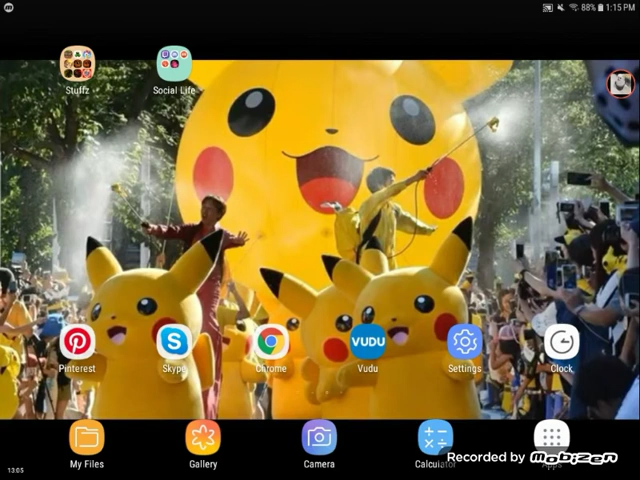 88% 1:15 PM
Stuffz Social Life
VUDU
Pinterest Skype Chrome Vudu Settings Clock
My Files Gallery Camera Calculator Apps
Recorded by Mobizen
13:05